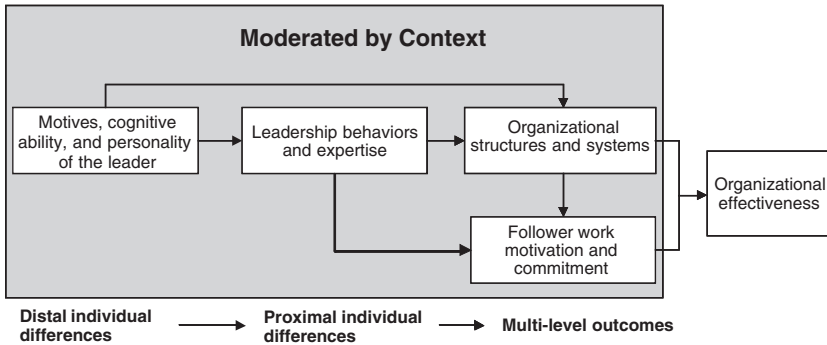 Moderated by Context
Motives, cognitive
ability, and personality
of the leader
Leadership behaviors
and expertise
Organizational
structures and systems
Organizational
effectiveness
Follower work
motivation and
commitment
Distal individual
differences
Proximal individual
differences
Multi-level outcomes